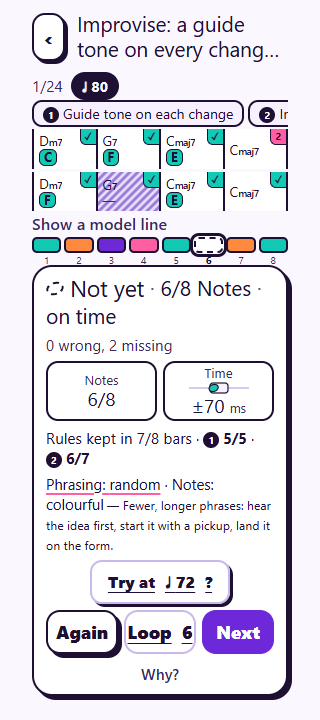 ‹ Improvise: a guide
tone on every chang...
1/24 ♩ 80
1 Guide tone on each change 2
Dm7 ✓ G7 ✓ Cmaj7 ✓ Cmaj7 2
C F E
Dm7 ✓ G7 ✓ Cmaj7 ✓ Cmaj7 ✓
F — E
Show a model line
1 2 3 4 5 6 7 8
Not yet · 6/8 Notes ·
on time
0 wrong, 2 missing
Notes Time
6/8 ±70 ms
Rules kept in 7/8 bars · 1 5/5 ·
2 6/7
Phrasing: random · Notes:
colourful — Fewer, longer phrases: hear
the idea first, start it with a pickup, land it
on the form.
Try at ♩ 72 ?
Again Loop 6 Next
Why?